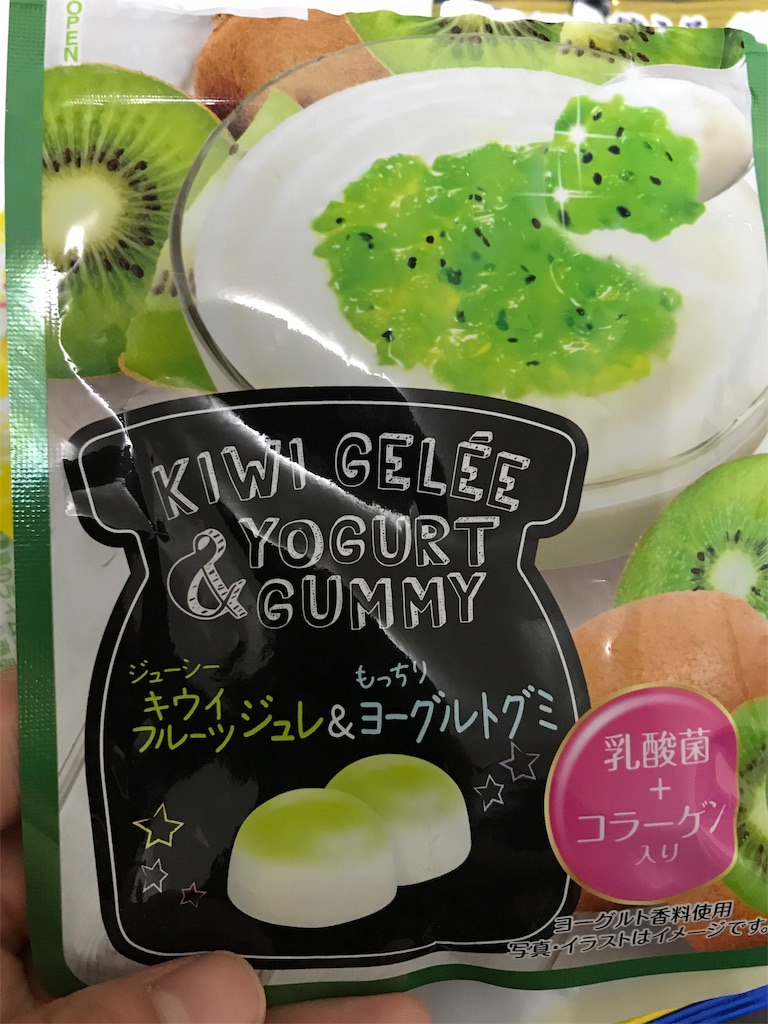 OPEN
KIWI GELÉE
& YOGURT
GUMMY
ジューシー
キウイ
フルーツ
ジュレ&
もっちり
ヨーグルトグミ
乳酸菌
+
コラーゲン
入り
ヨーグルト香料使用
写真・イラストはイメージです。